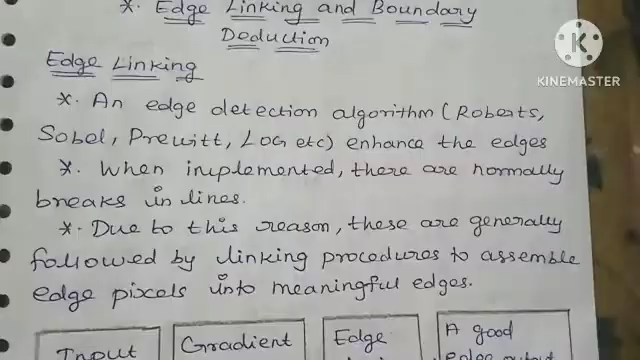 *. Edge Linking and Boundary
Deduction
KINEMASTER
Edge Linking
*. An edge detection algorithm (Roberts,
Sobel, Prewitt, LoG etc) enhance the edges
*. When implemented, there are normally
breaks in lines.
*. Due to this reason, these are generally
followed by linking procedures to assemble
edge pixels into meaningful edges.
Input
Gradient
Edge
A good
edge output